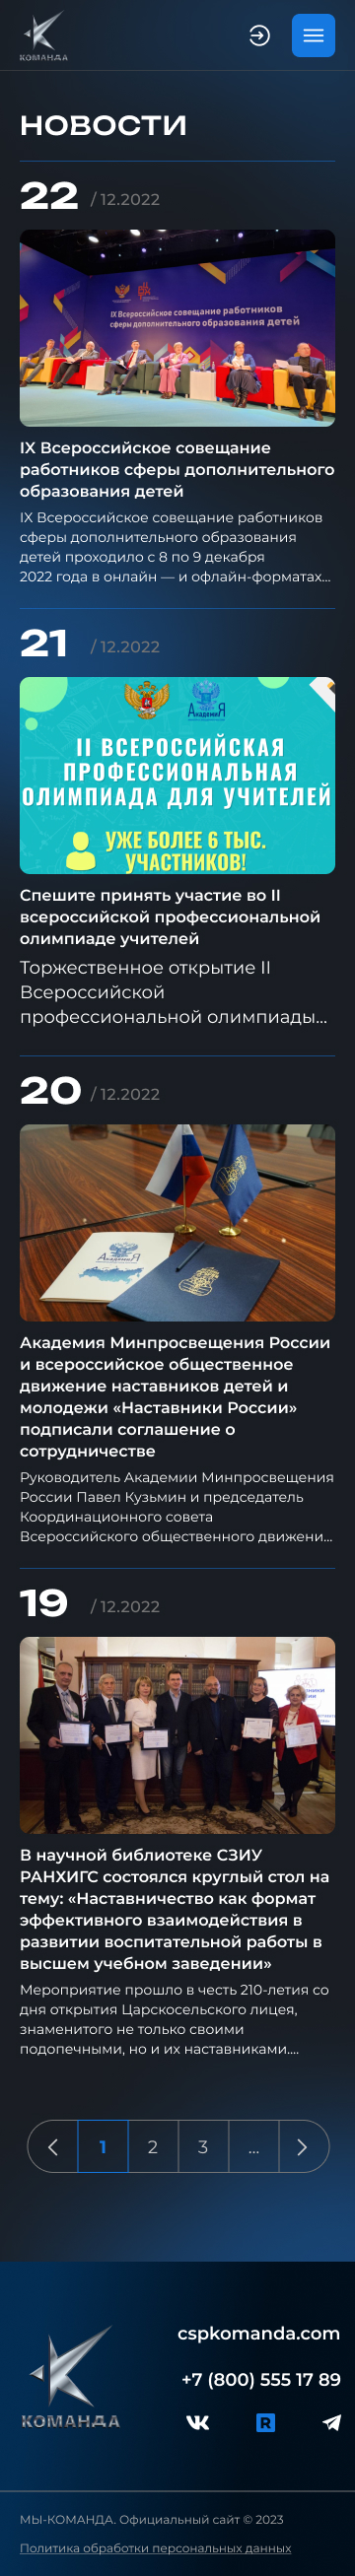 КОМАНДА
НОВОСТИ
22 / 12.2022
IX Всероссийское совещание работников
сферы дополнительного образования детей
IX Всероссийское совещание
работников сферы дополнительного
образования детей
IX Всероссийское совещание работников
сферы дополнительного образования
детей проходило с 8 по 9 декабря
2022 года в онлайн — и офлайн-форматах...
21 / 12.2022
АкадемиЯ
II ВСЕРОССИЙСКАЯ
ПРОФЕССИОНАЛЬНАЯ
ОЛИМПИАДА ДЛЯ УЧИТЕЛЕЙ
УЖЕ БОЛЕЕ 6 ТЫС.
УЧАСТНИКОВ!
Спешите принять участие во II
всероссийской профессиональной
олимпиаде учителей
Торжественное открытие II
Всероссийской
профессиональной олимпиады...
20 / 12.2022
АкадемиЯ
Академия Минпросвещения России
и всероссийское общественное
движение наставников детей и
молодежи «Наставники России»
подписали соглашение о
сотрудничестве
Руководитель Академии Минпросвещения
России Павел Кузьмин и председатель
Координационного совета
Всероссийского общественного движени...
19 / 12.2022
В научной библиотеке СЗИУ
РАНХИГС состоялся круглый стол на
тему: «Наставничество как формат
эффективного взаимодействия в
развитии воспитательной работы в
высшем учебном заведении»
Мероприятие прошло в честь 210-летия со
дня открытия Царскосельского лицея,
знаменитого не только своими
подопечными, но и их наставниками....
1 2 3 ...
cspkomanda.com
+7 (800) 555 17 89
КОМАНДА
МЫ-КОМАНДА. Официальный сайт © 2023
Политика обработки персональных данных